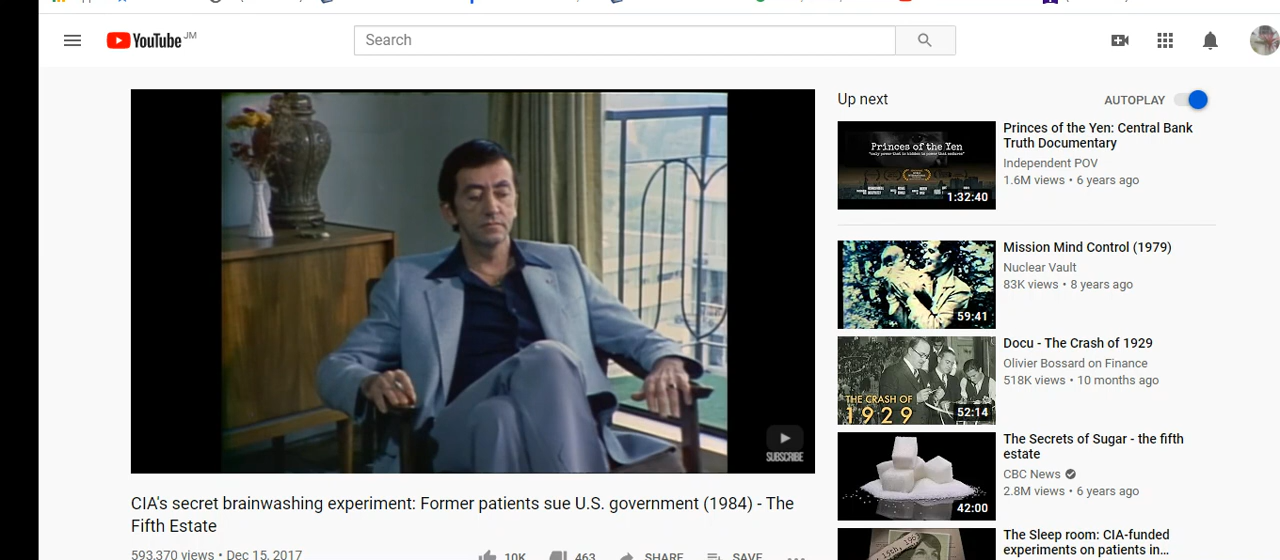 YouTube JM
Search
Up next
AUTOPLAY
Princes of the Yen
1:32:40
Princes of the Yen: Central Bank
Truth Documentary
Independent POV
1.6M views • 6 years ago
59:41
Mission Mind Control (1979)
Nuclear Vault
83K views • 8 years ago
THE CRASH OF
1929
52:14
Docu - The Crash of 1929
Olivier Bossard on Finance
518K views • 10 months ago
42:00
The Secrets of Sugar - the fifth
estate
CBC News
2.8M views • 6 years ago
The Sleep room: CIA-funded
experiments on patients in…
SUBSCRIBE
CIA's secret brainwashing experiment: Former patients sue U.S. government (1984) - The
Fifth Estate
593,370 views • Dec 15, 2017
10K
463
SHARE
SAVE